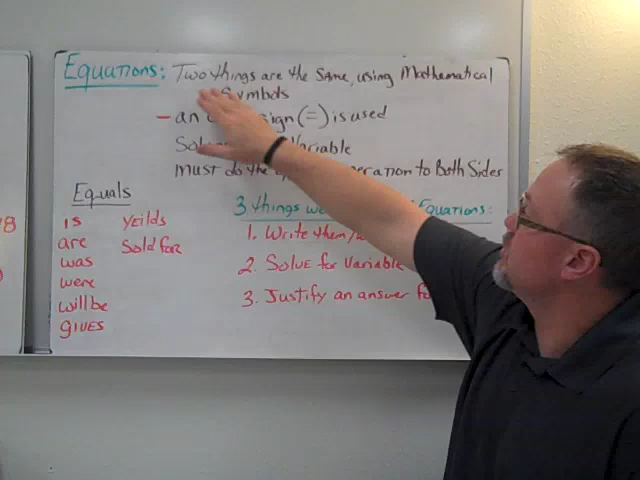 Equations: Two things are the same, using Mathematical
Symbols
- an sign (=) is used
Variable
Must do the to Both Sides
Equals
is
are
was
were
will be
gives
Yeilds
Sold for
3 things we Equations:
1. Write them
2. Solve for Variable
3. Justify an answer
8